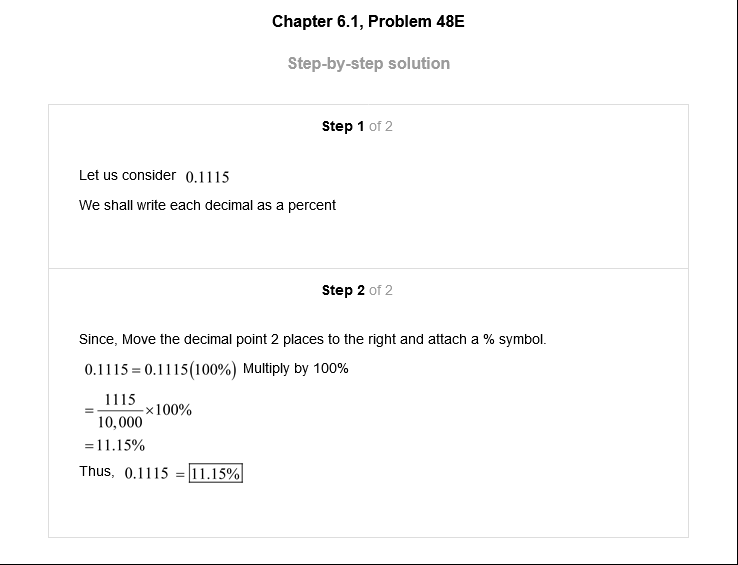 Chapter 6.1, Problem 48E
Step-by-step solution
Step 1 of 2
Let us consider 0.1115
We shall write each decimal as a percent
Step 2 of 2
Since, Move the decimal point 2 places to the right and attach a % symbol.
0.1115 = 0.1115(100%) Multiply by 100%
= 1115/10,000 ×100%
= 11.15%
Thus, 0.1115 = 11.15%